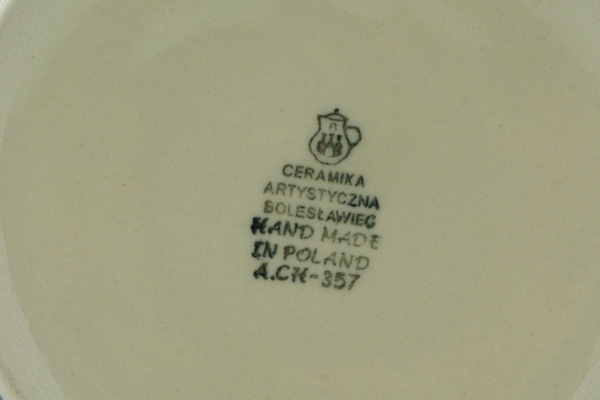 CERAMIKA
ARTYSTYCZNA
BOLESŁAWIEC
HAND MADE
IN POLAND
A.CH-357